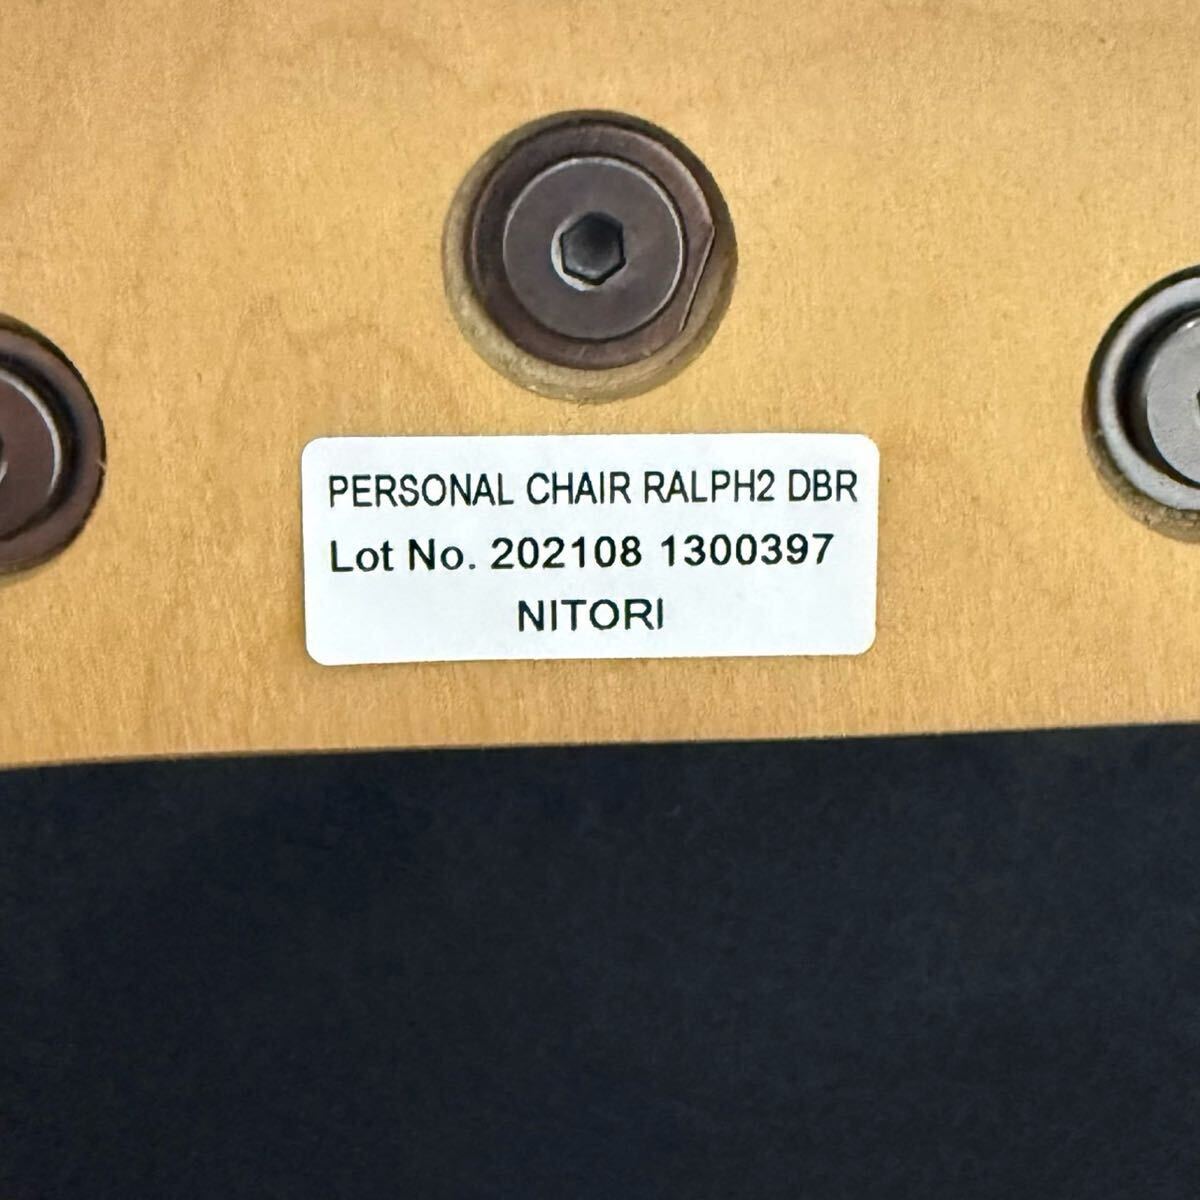 PERSONAL CHAIR RALPH2 DBR
Lot No. 202108 1300397
NITORI